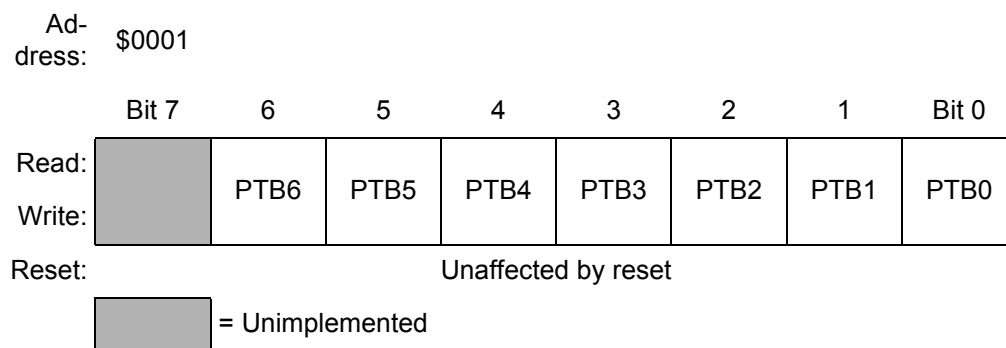 Ad-
dress: $0001
Bit 7 6 5 4 3 2 1 Bit 0
Read:
PTB6 PTB5 PTB4 PTB3 PTB2 PTB1 PTB0
Write:
Reset: Unaffected by reset
= Unimplemented